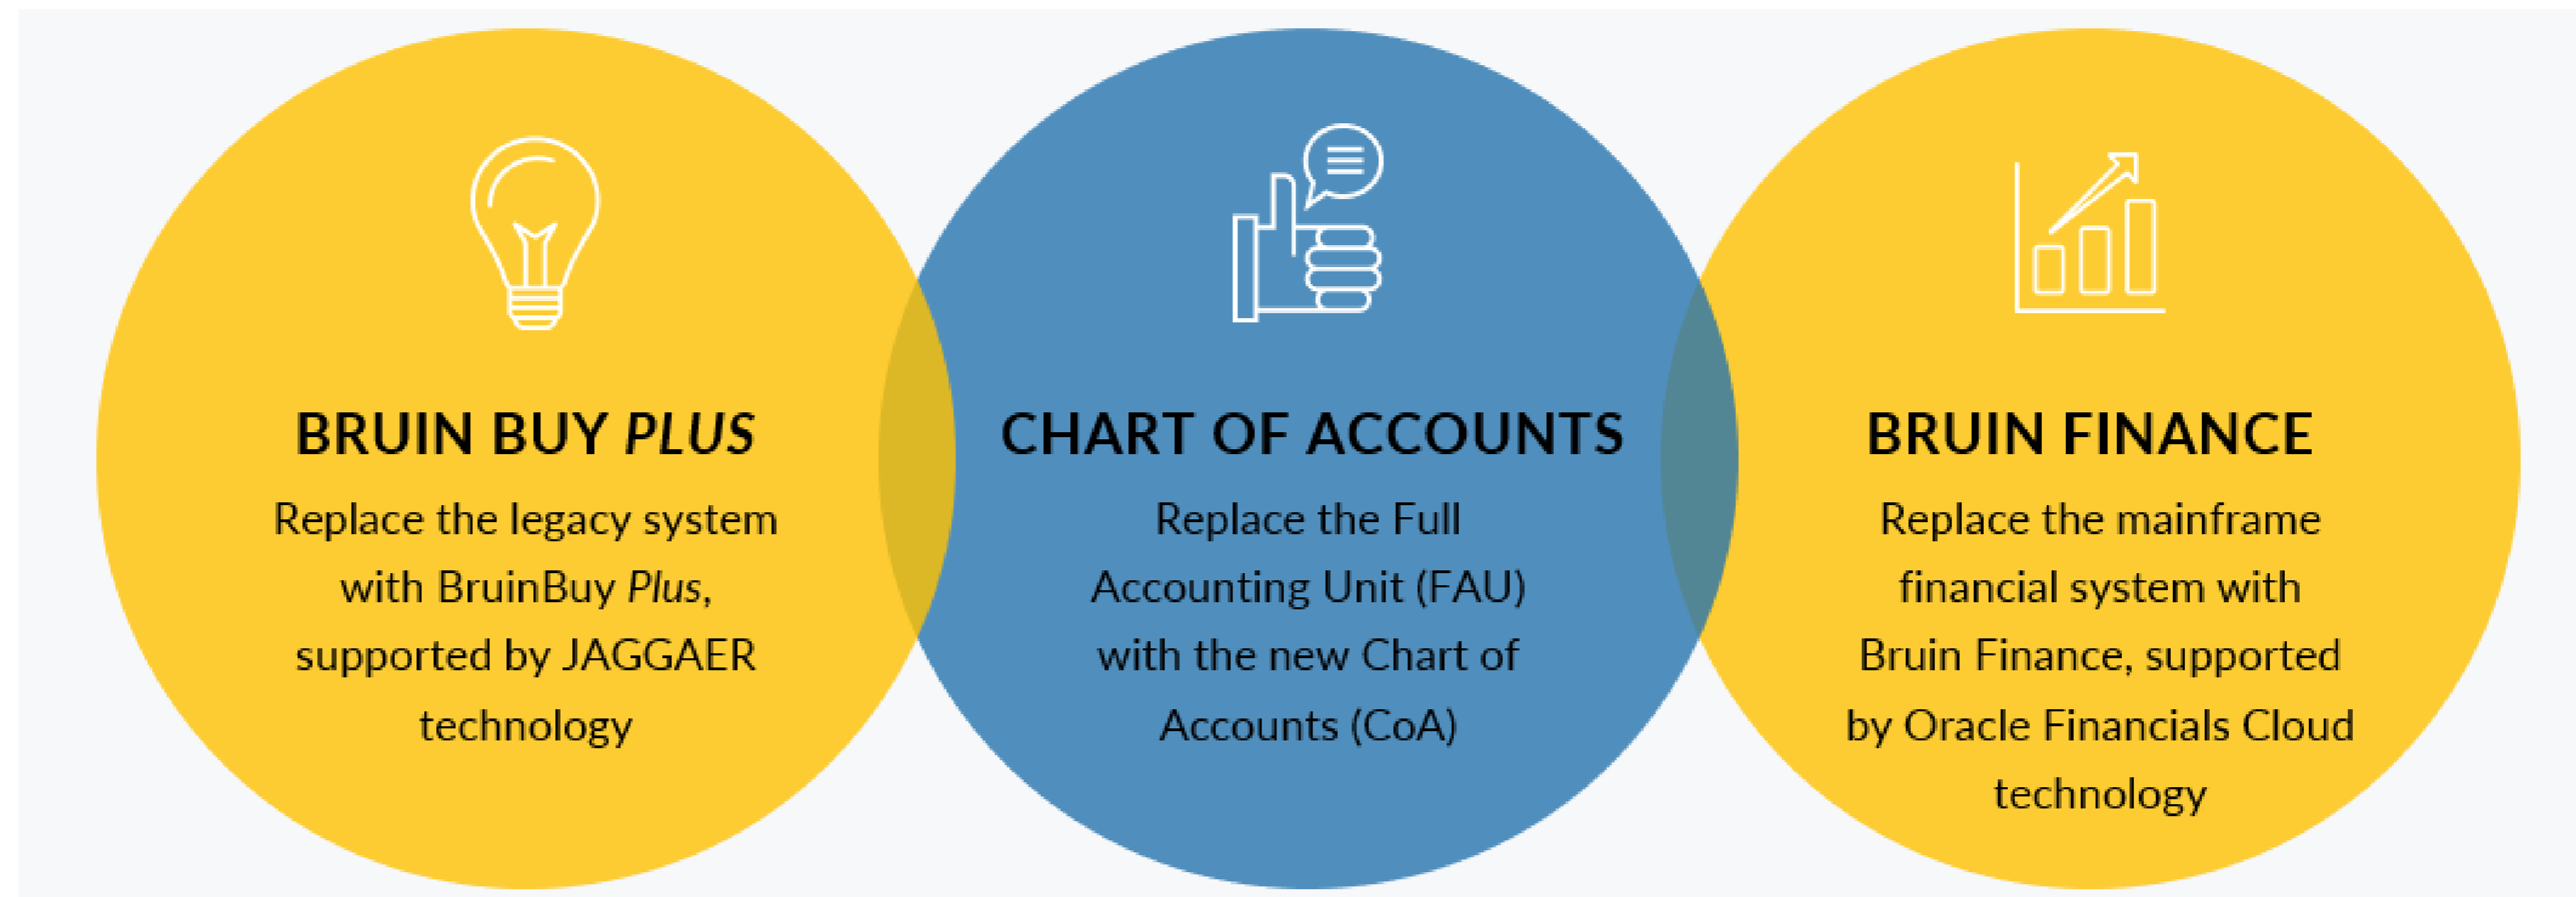 BRUIN BUY PLUS
Replace the legacy system
with BruinBuy Plus,
supported by JAGGAER
technology
CHART OF ACCOUNTS
Replace the Full
Accounting Unit (FAU)
with the new Chart of
Accounts (CoA)
BRUIN FINANCE
Replace the mainframe
financial system with
Bruin Finance, supported
by Oracle Financials Cloud
technology